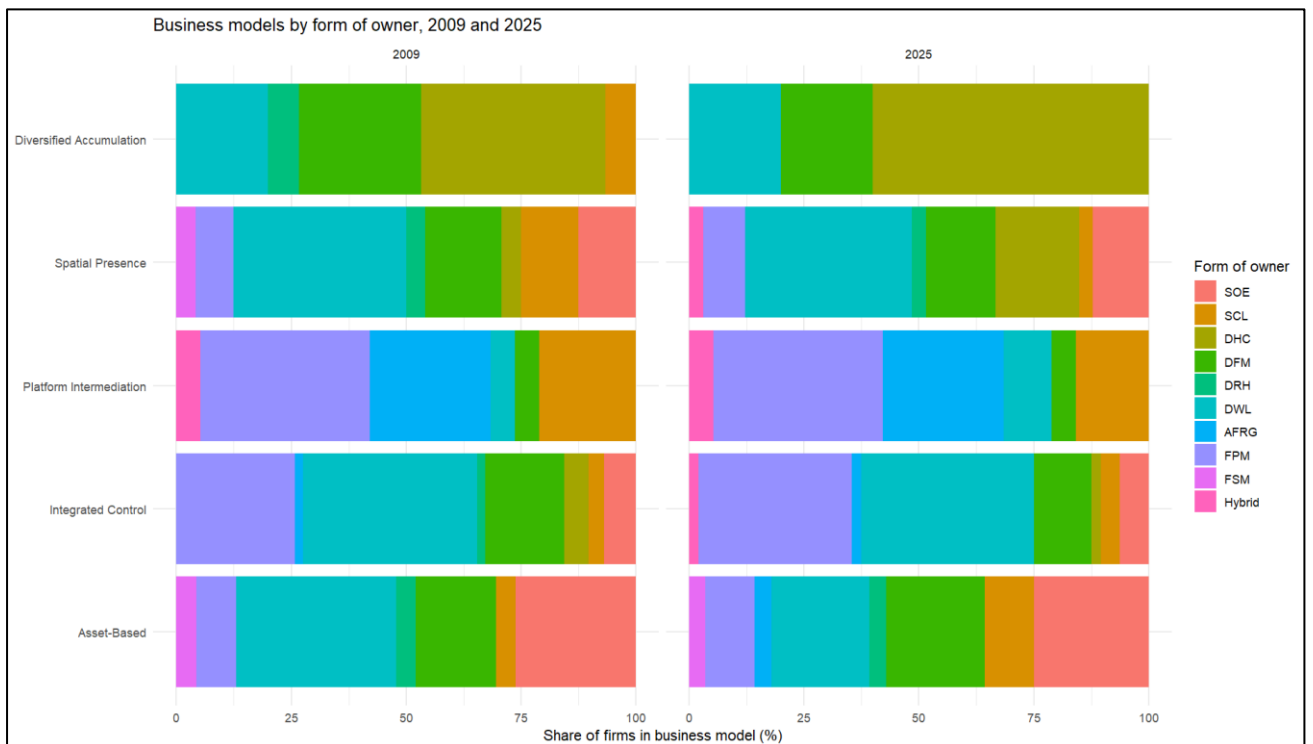 Business models by form of owner, 2009 and 2025
2009
2025
Diversified Accumulation
Spatial Presence
Platform Intermediation
Integrated Control
Asset-Based
0
25
50
75
100
0
25
50
75
100
Share of firms in business model (%)
Form of owner
SOE
SCL
DHC
DFM
DRH
DWL
AFRG
FPM
FSM
Hybrid